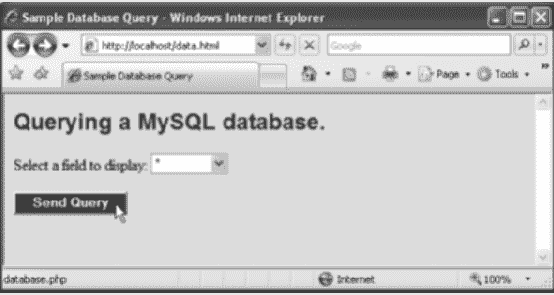 Sample Database Query - Windows Internet Explorer
http://localhost/data.html
Google
Sample Database Query
Page
Tools
»
Querying a MySQL database.
Select a field to display: *
Send Query
database.php
Internet
100%